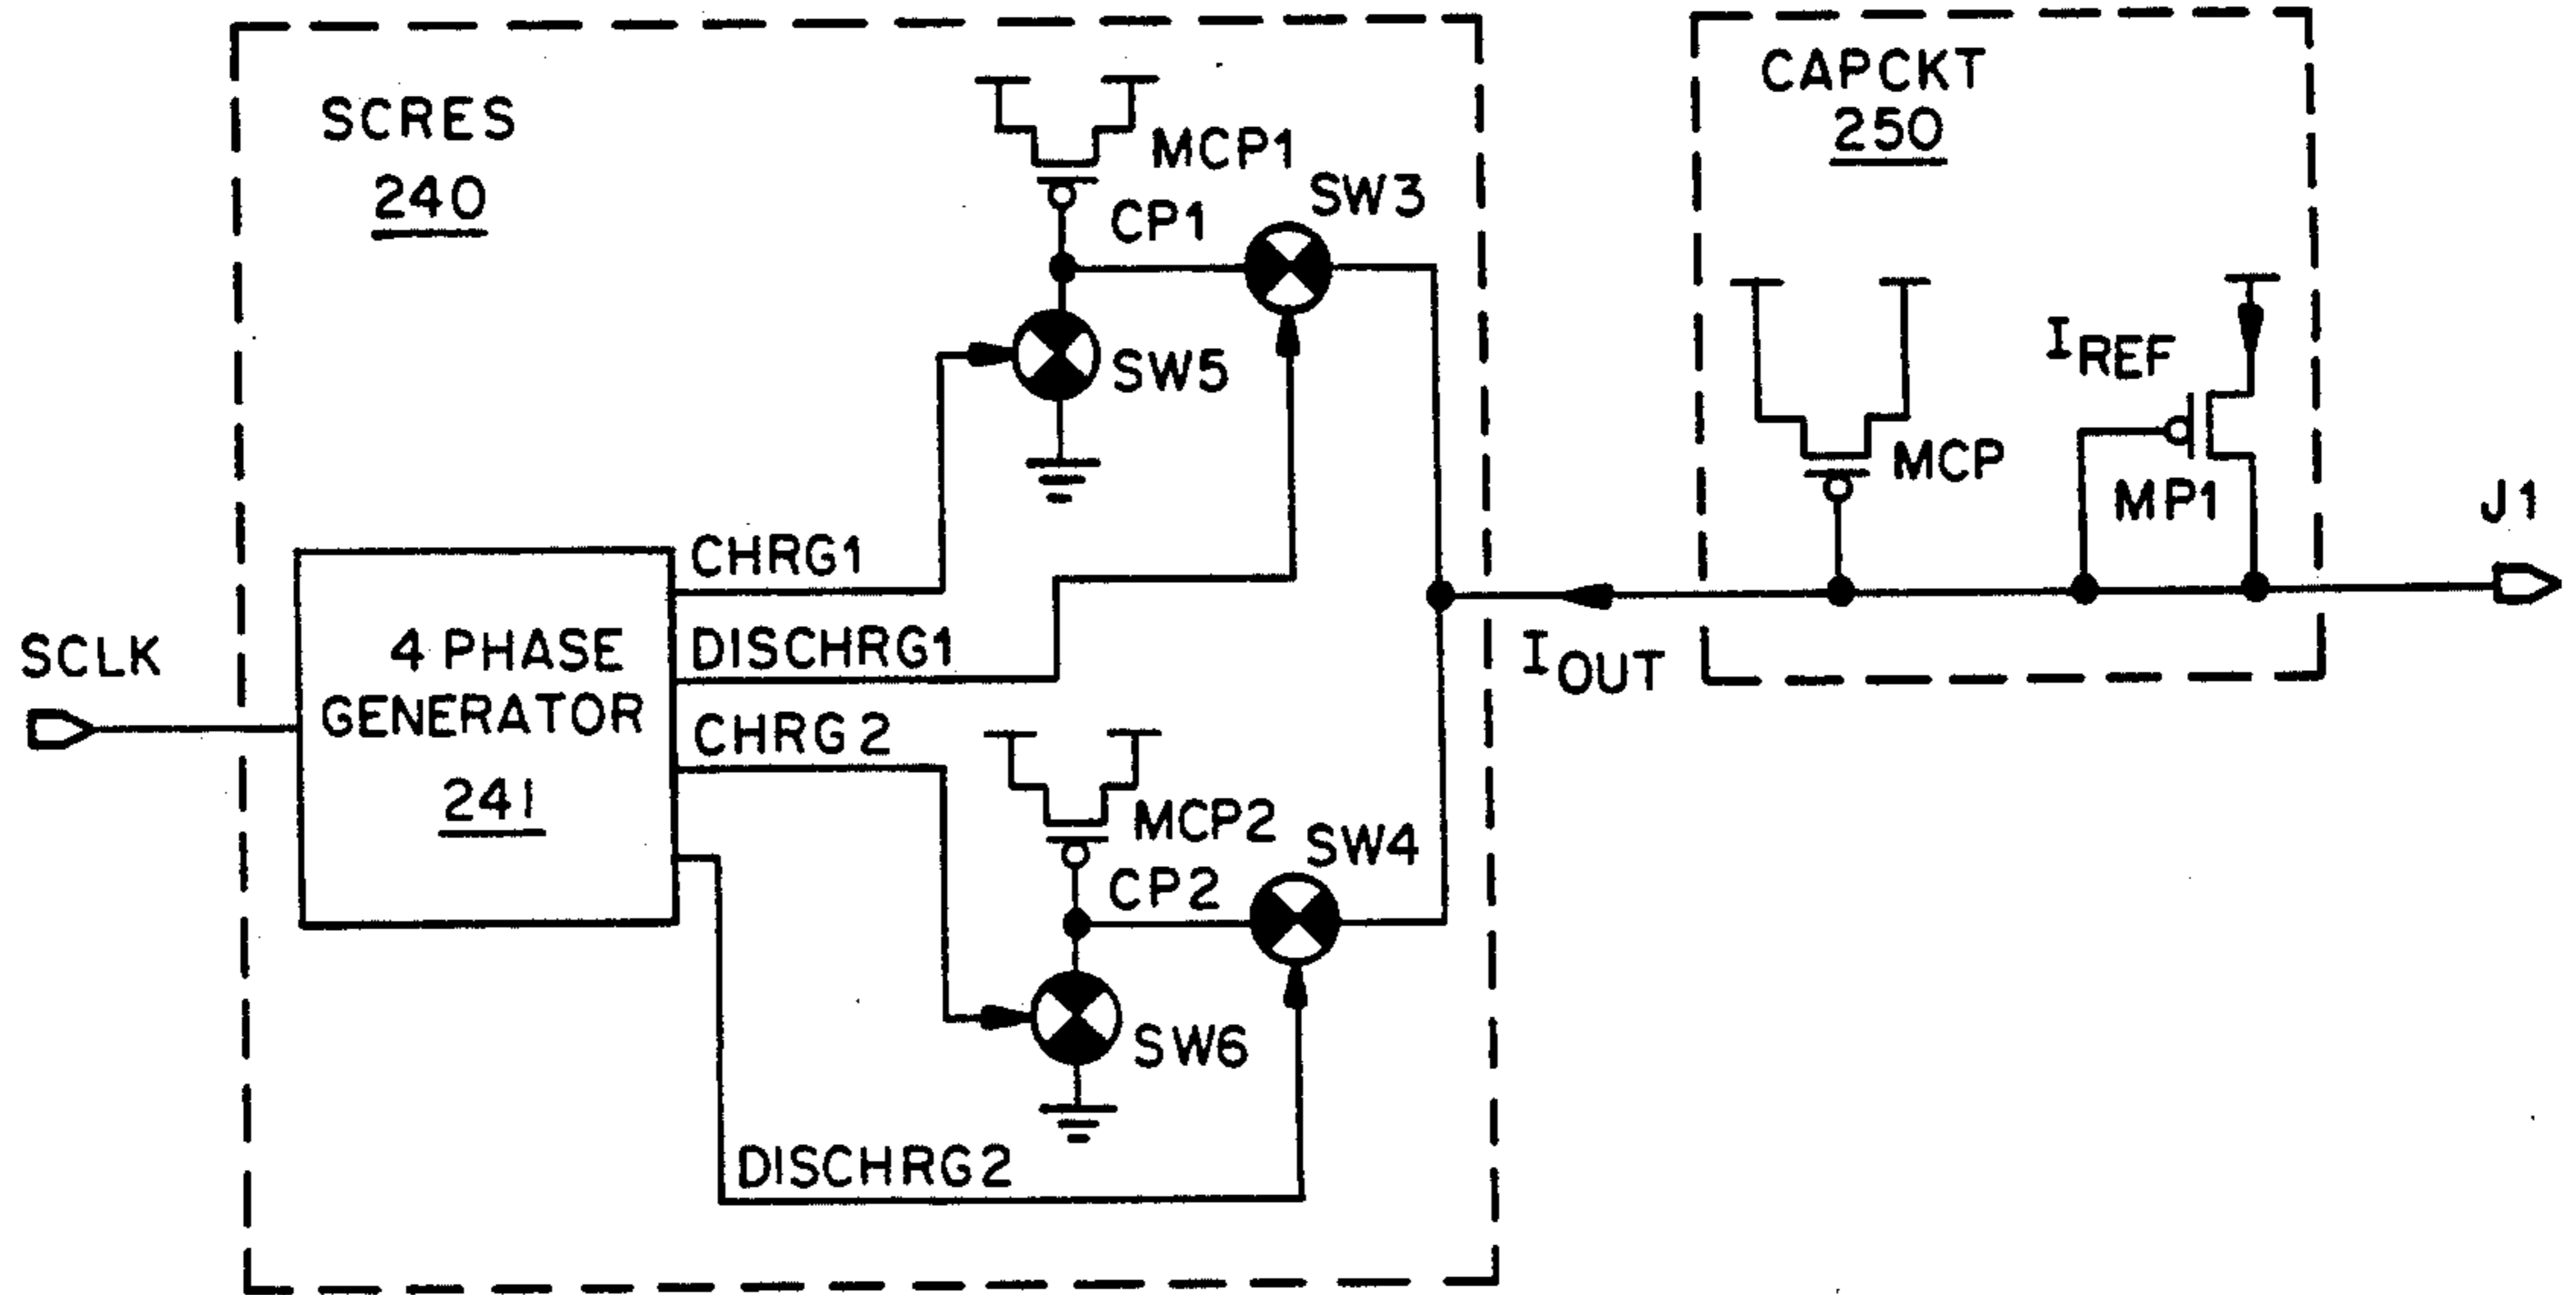 SCRES
240
MCP1
CP1
SW3
SW5
CAPCKT
250
I REF
MCP
MP1
J1
I OUT
SCLK
4 PHASE
GENERATOR
241
CHRG1
DISCHRG1
CHRG2
DISCHRG2
MCP2
CP2
SW4
SW6